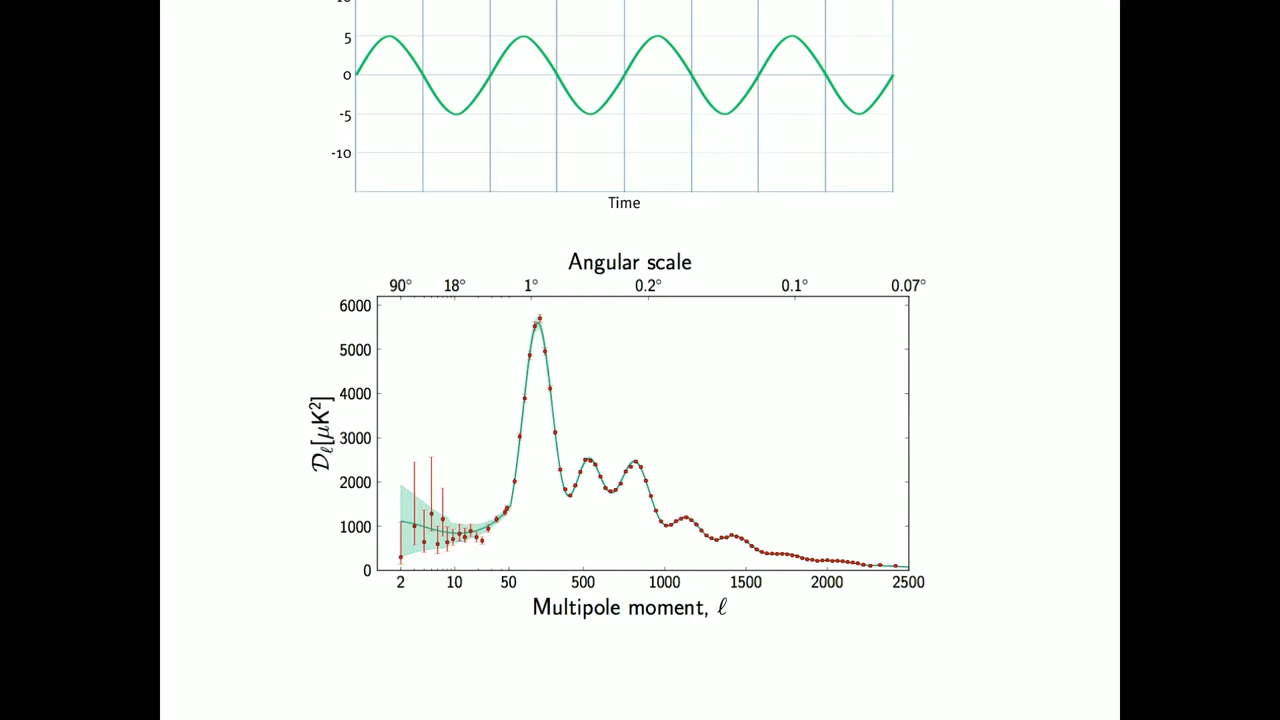 5
0
-5
-10
Time
Angular scale
90° 18° 1° 0.2° 0.1° 0.07°
6000
5000
4000
3000
2000
1000
0
𝒟ℓ[μK²]
2 10 50 500 1000 1500 2000 2500
Multipole moment, ℓ